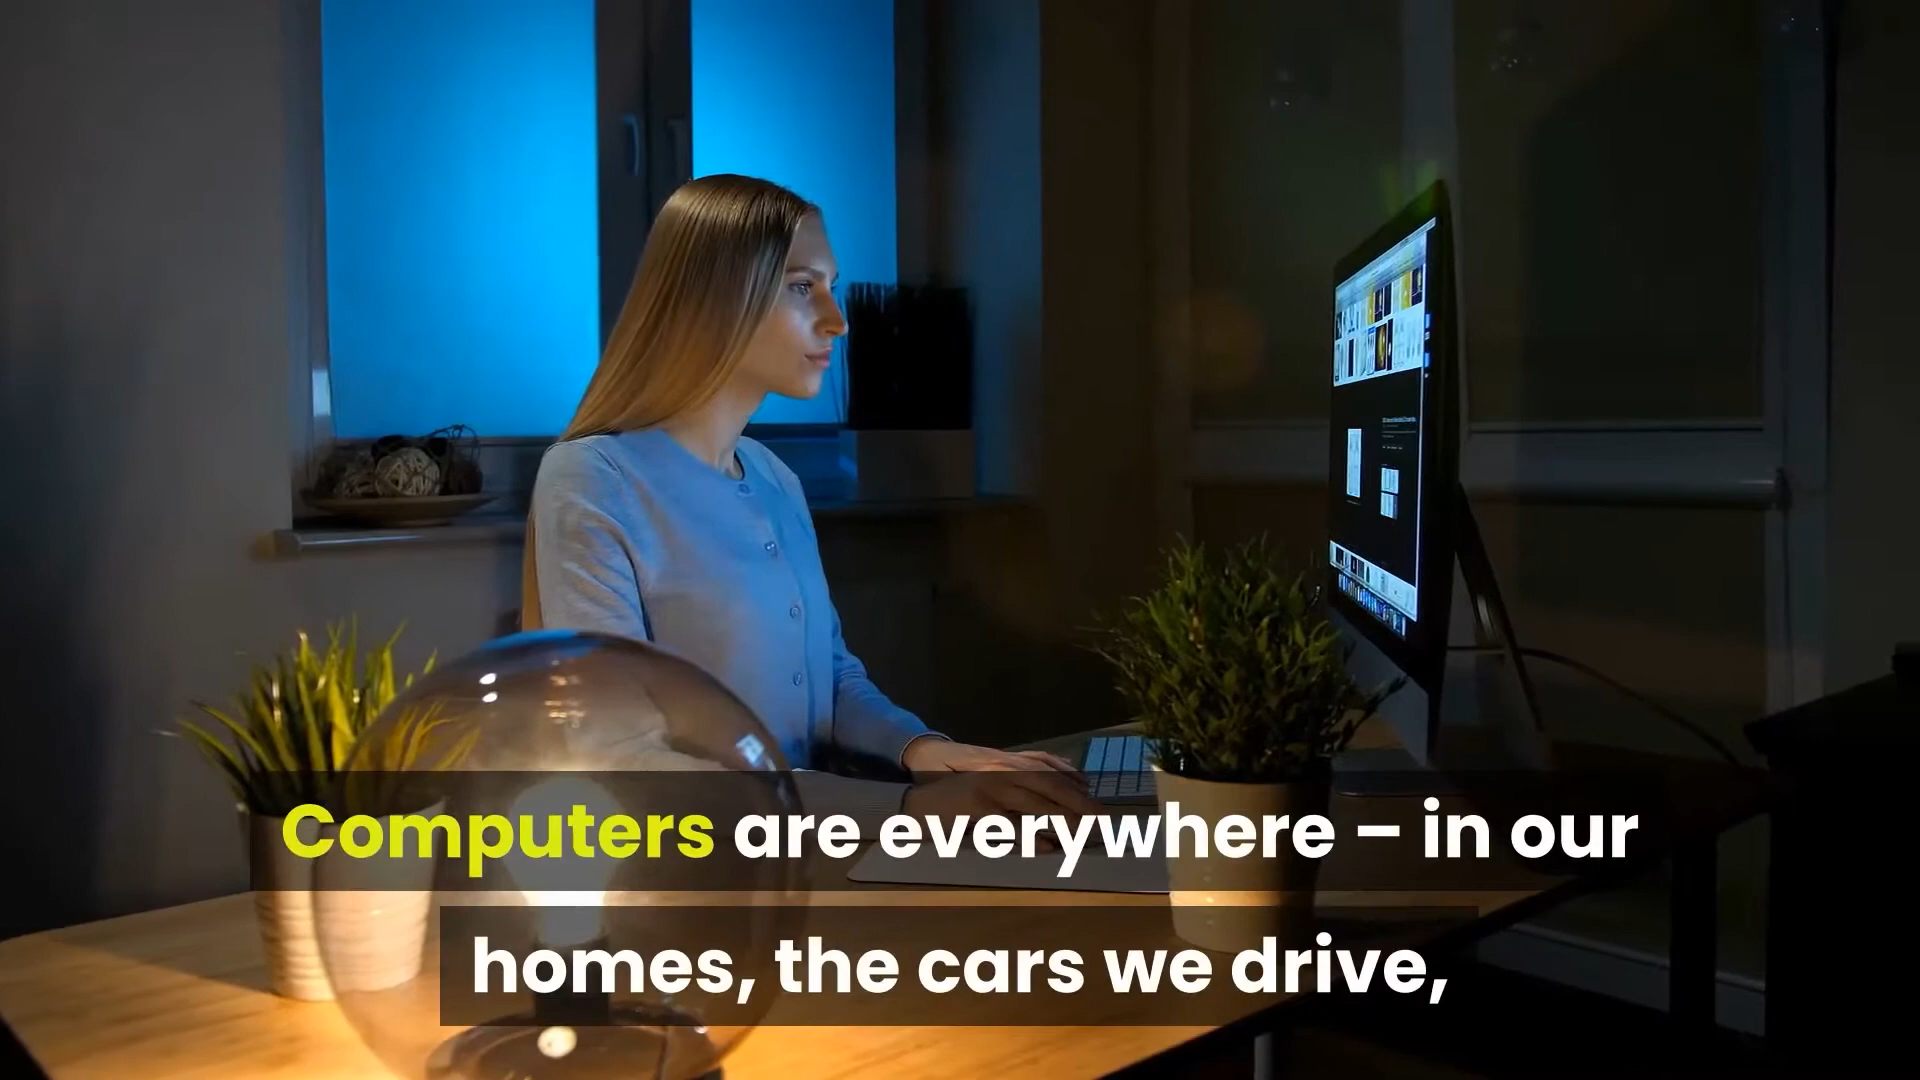 Computers are everywhere – in our
homes, the cars we drive,